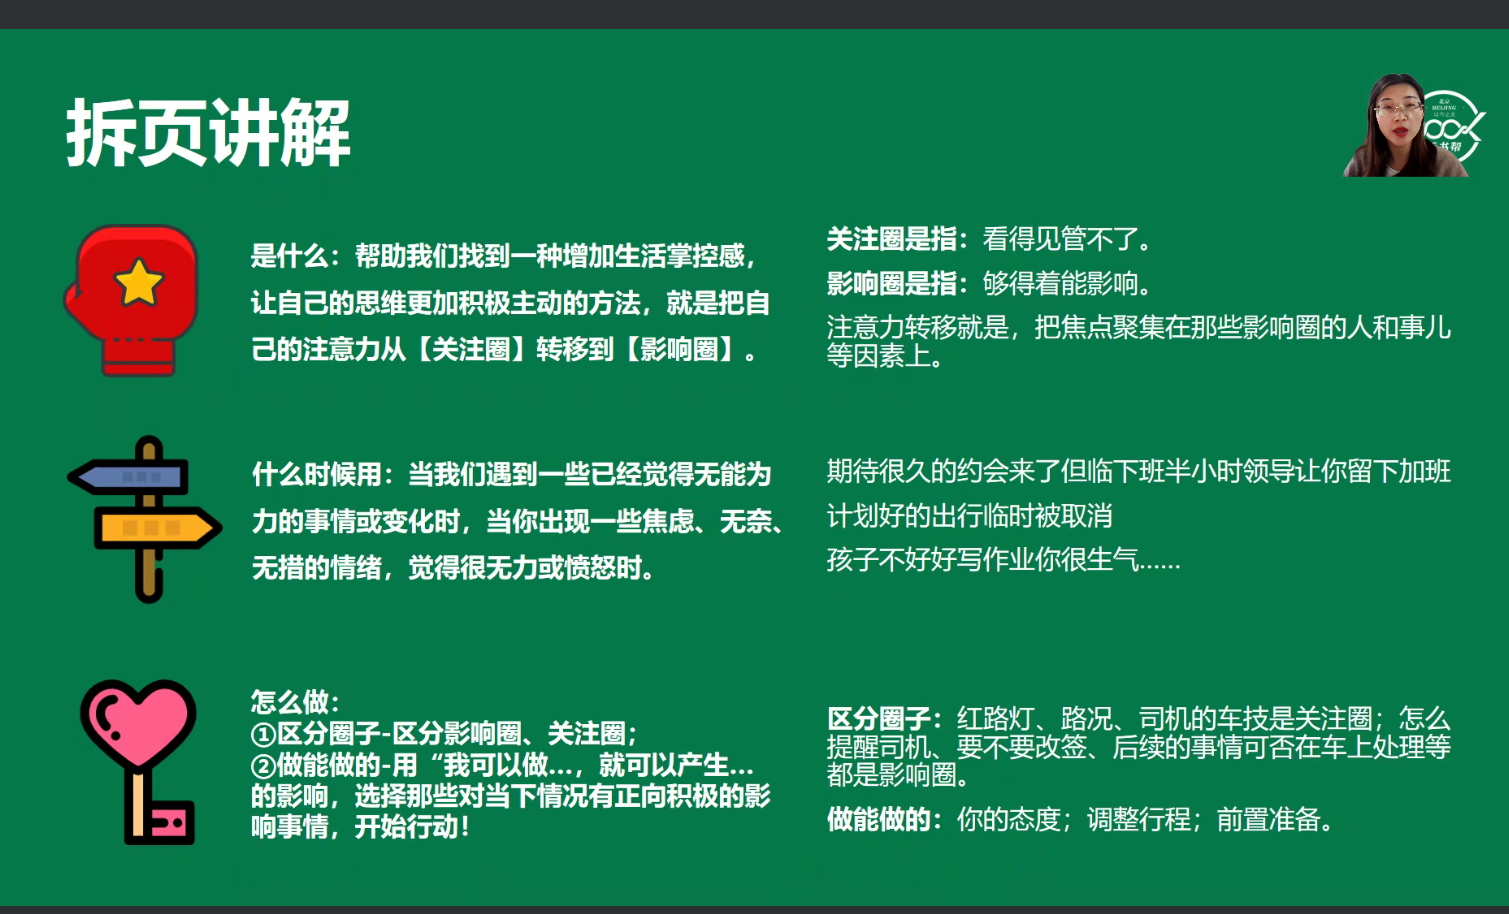 拆页讲解
北京
BEIJING
书帮
是什么：帮助我们找到一种增加生活掌控感，
让自己的思维更加积极主动的方法，就是把自
己的注意力从【关注圈】转移到【影响圈】。
关注圈是指：看得见管不了。
影响圈是指：够得着能影响。
注意力转移就是，把焦点聚集在那些影响圈的人和事儿
等因素上。
什么时候用：当我们遇到一些已经觉得无能为
力的事情或变化时，当你出现一些焦虑、无奈、
无措的情绪，觉得很无力或愤怒时。
期待很久的约会来了但临下班半小时领导让你留下加班
计划好的出行临时被取消
孩子不好好写作业你很生气......
怎么做：
①区分圈子-区分影响圈、关注圈；
②做能做的-用“我可以做...，就可以产生...
的影响，选择那些对当下情况有正向积极的影
响事情，开始行动！
区分圈子：红路灯、路况、司机的车技是关注圈；怎么
提醒司机、要不要改签、后续的事情可否在车上处理等
都是影响圈。
做能做的：你的态度；调整行程；前置准备。